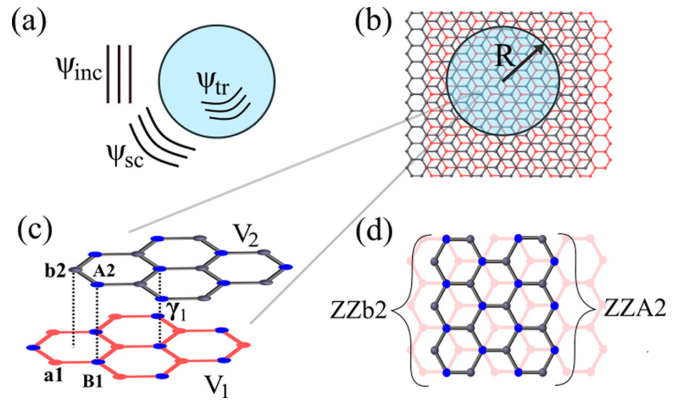 (a)
ψinc
ψtr
ψsc
(b)
R
(c)
V2
b2
A2
γ1
a1
B1
V1
(d)
ZZb2
ZZA2